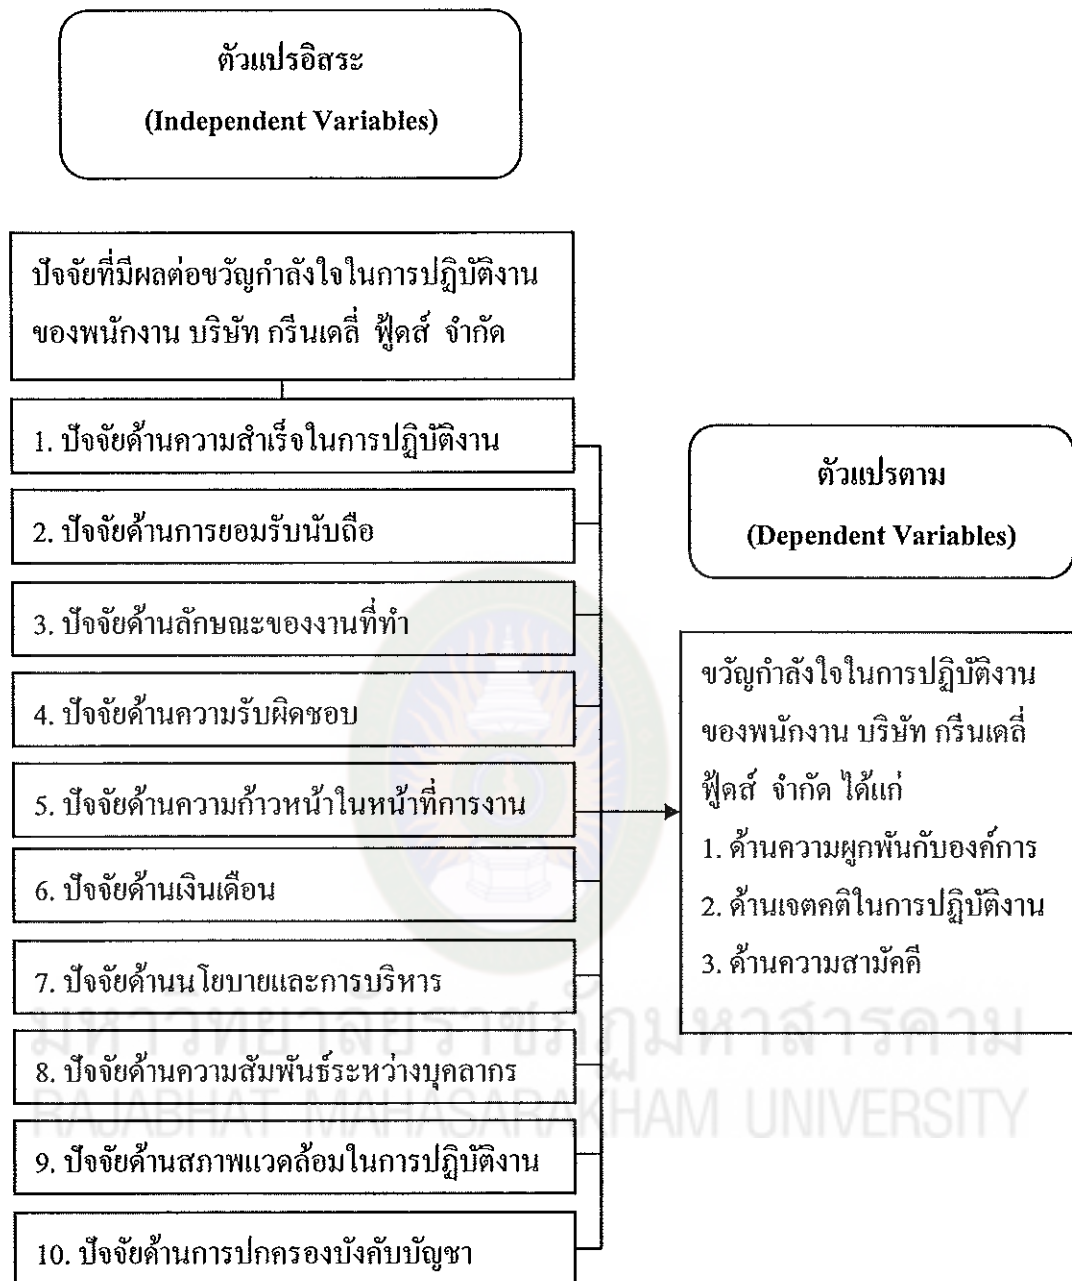 ตัวแปรอิสระ
(Independent Variables)
ปัจจัยที่มีผลต่อขวัญกำลังใจในการปฏิบัติงาน
ของพนักงาน บริษัท กรีนเดลี่ ฟู้ดส์ จำกัด
1. ปัจจัยด้านความสำเร็จในการปฏิบัติงาน
2. ปัจจัยด้านการยอมรับนับถือ
3. ปัจจัยด้านลักษณะของงานที่ทำ
4. ปัจจัยด้านความรับผิดชอบ
5. ปัจจัยด้านความก้าวหน้าในหน้าที่การงาน
6. ปัจจัยด้านเงินเดือน
7. ปัจจัยด้านนโยบายและการบริหาร
8. ปัจจัยด้านความสัมพันธ์ระหว่างบุคลากร
9. ปัจจัยด้านสภาพแวดล้อมในการปฏิบัติงาน
10. ปัจจัยด้านการปกครองบังคับบัญชา
ตัวแปรตาม
(Dependent Variables)
ขวัญกำลังใจในการปฏิบัติงาน
ของพนักงาน บริษัท กรีนเดลี่
ฟู้ดส์ จำกัด ได้แก่
1. ด้านความผูกพันกับองค์การ
2. ด้านเจตคติในการปฏิบัติงาน
3. ด้านความสามัคคี
มหาวิทยาลัยราชภัฏมหาสารคาม
RAJABHAT MAHASARAKHAM UNIVERSITY